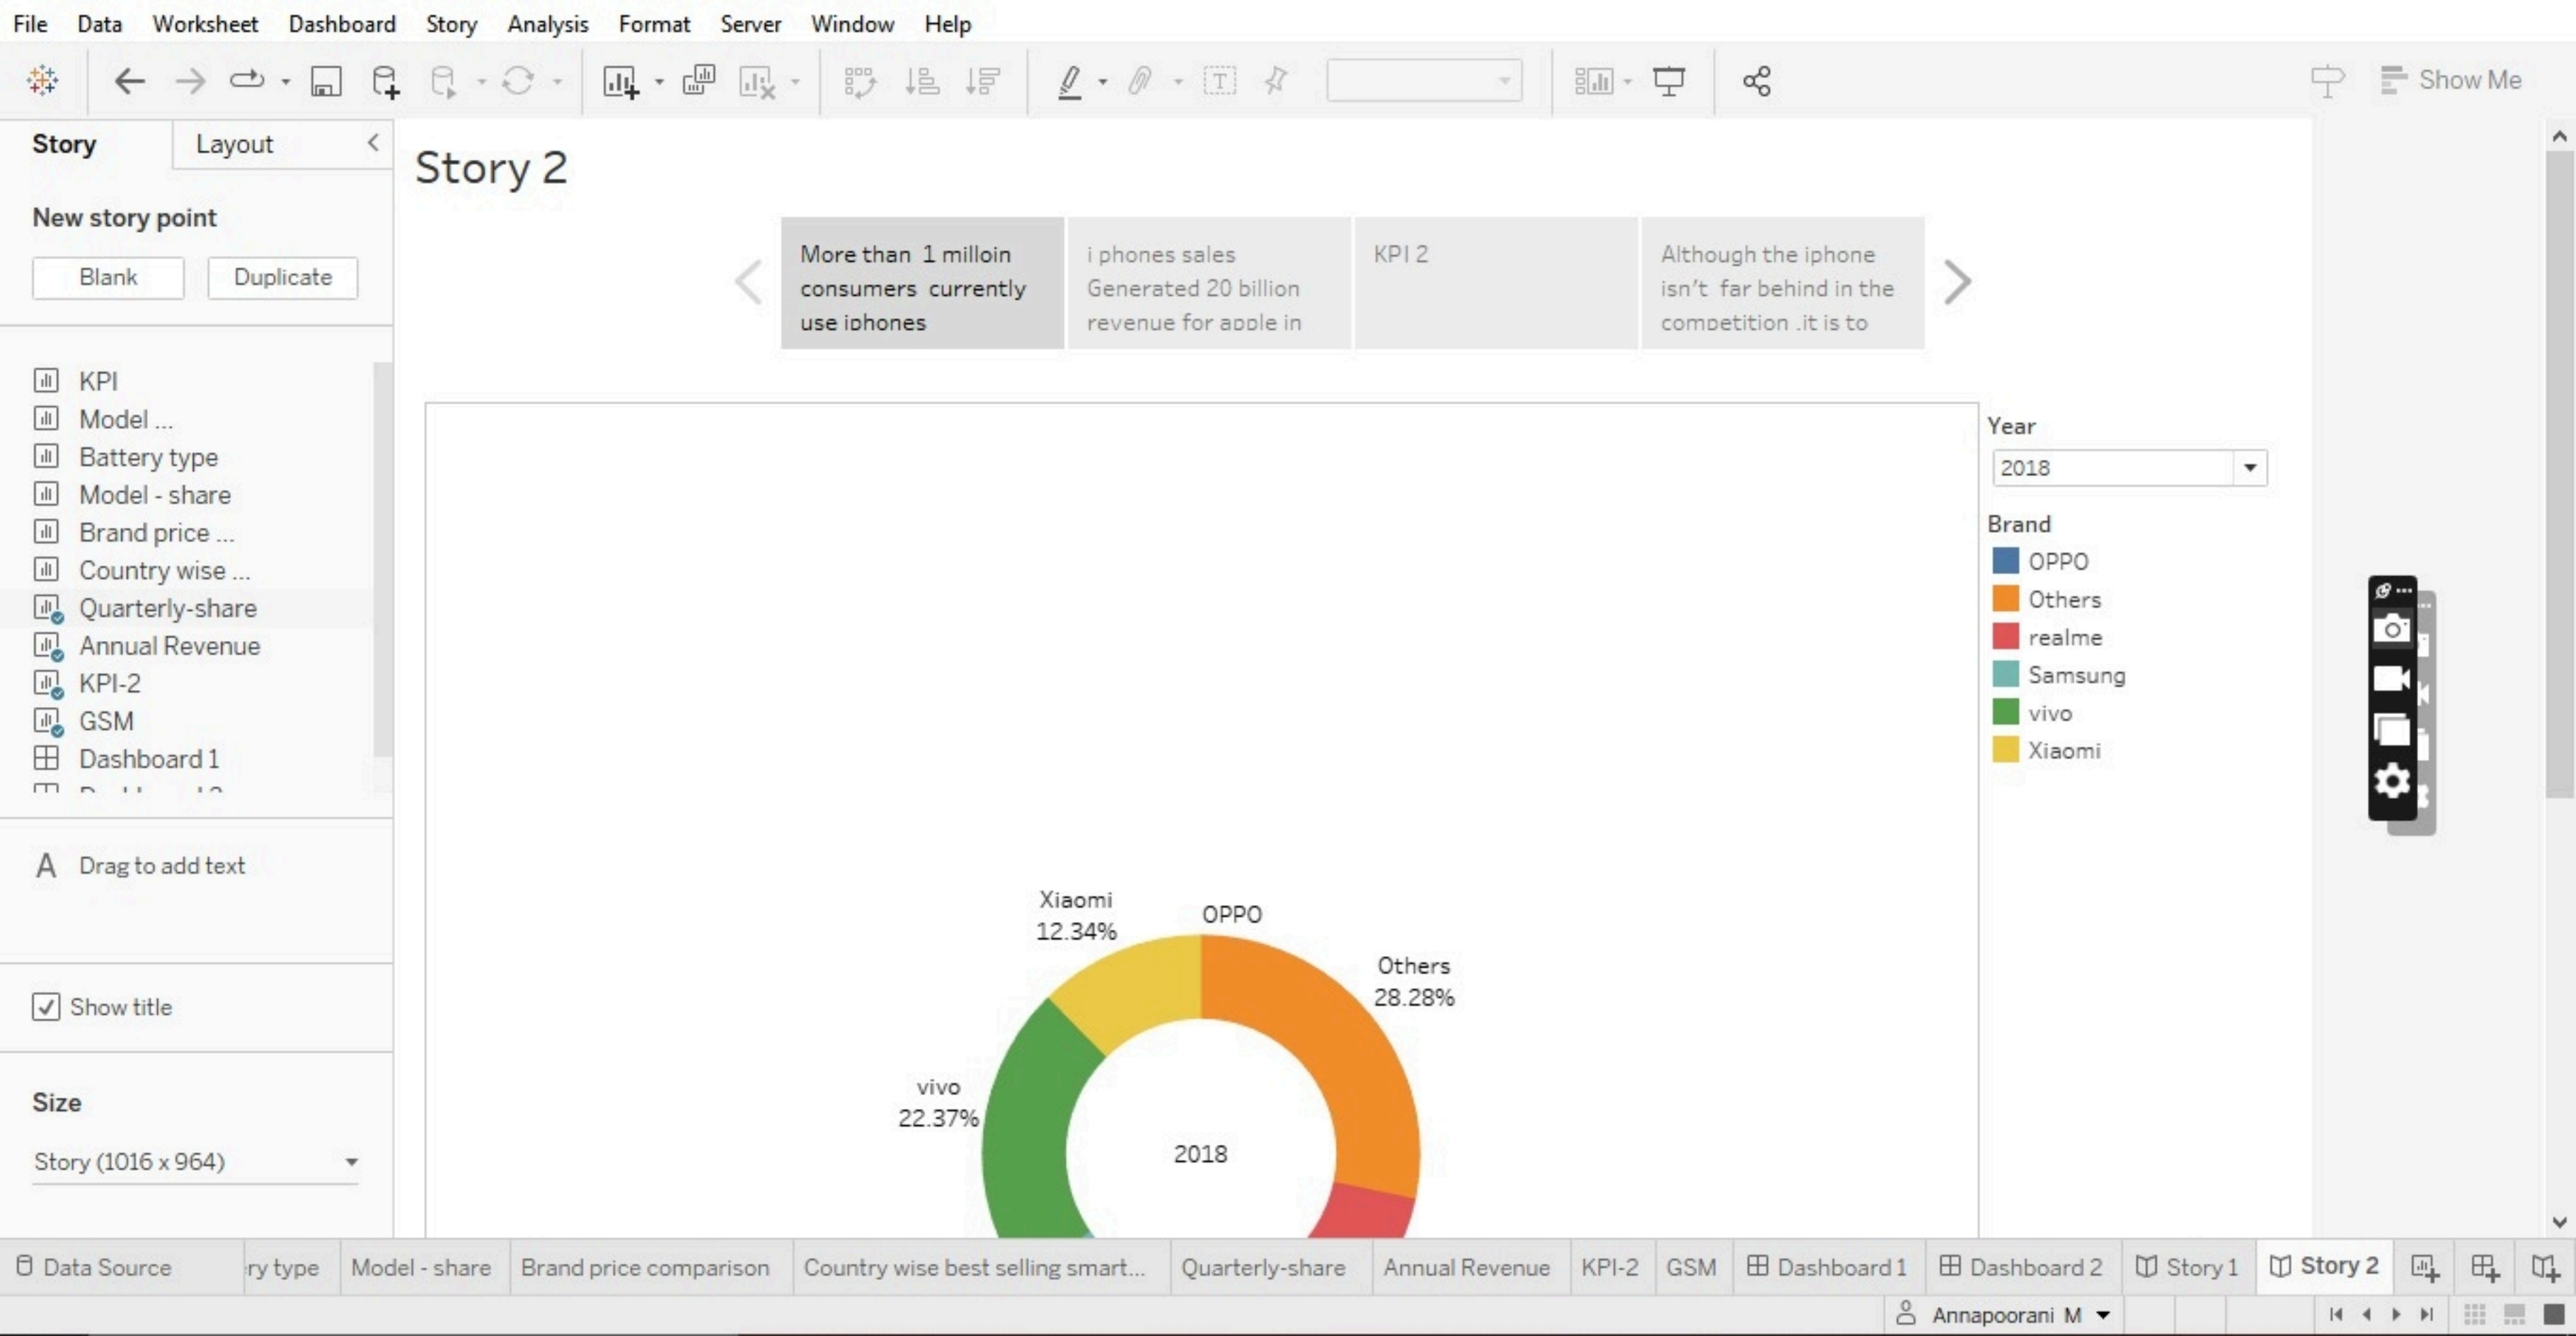 File Data Worksheet Dashboard Story Analysis Format Server Window Help
Show Me
Story Layout
New story point
Blank Duplicate
KPI
Model ...
Battery type
Model - share
Brand price ...
Country wise ...
Quarterly-share
Annual Revenue
KPI-2
GSM
Dashboard 1
A Drag to add text
Show title
Size
Story (1016 x 964)
Story 2
More than 1 milloin
consumers currently
use iphones
i phones sales
Generated 20 billion
revenue for apple in
KPI 2
Although the iphone
isn't far behind in the
competition .it is to
Year
2018
Brand
OPPO
Others
realme
Samsung
vivo
Xiaomi
Xiaomi
12.34%
OPPO
Others
28.28%
vivo
22.37%
2018
Data Source ry type Model - share Brand price comparison Country wise best selling smart... Quarterly-share Annual Revenue KPI-2 GSM Dashboard 1 Dashboard 2 Story 1 Story 2
Annapoorani M